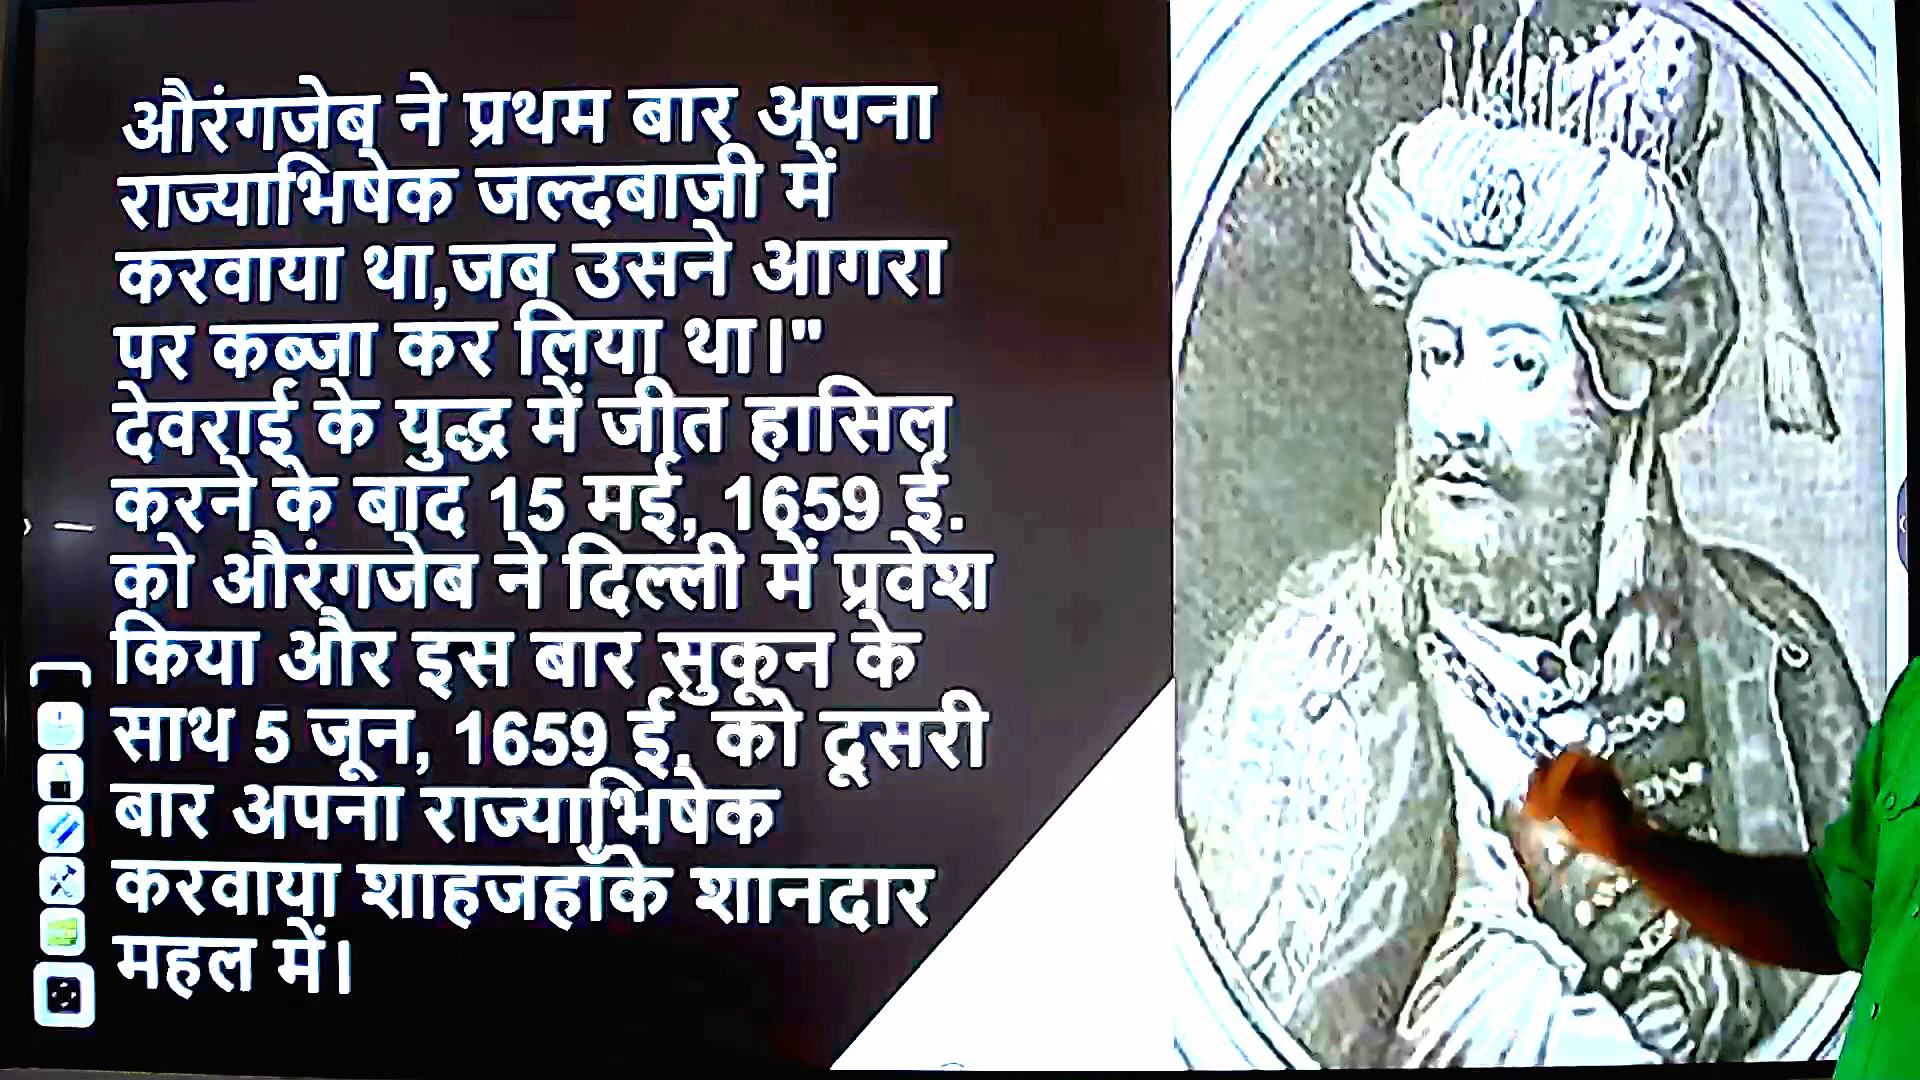 औरंगजेब ने प्रथम बार अपना
राज्याभिषेक जल्दबाजी में
करवाया था,जब उसने आगरा
पर कब्जा कर लिया था।"
देवराई के युद्ध में जीत हासिल
करने के बाद 15 मई, 1659 ई.
को औरंगजेब ने दिल्ली में प्रवेश
किया और इस बार सुकून के
साथ 5 जून, 1659 ई. को दूसरी
बार अपना राज्याभिषेक
करवाया शाहजहाँके शानदार
महल में।